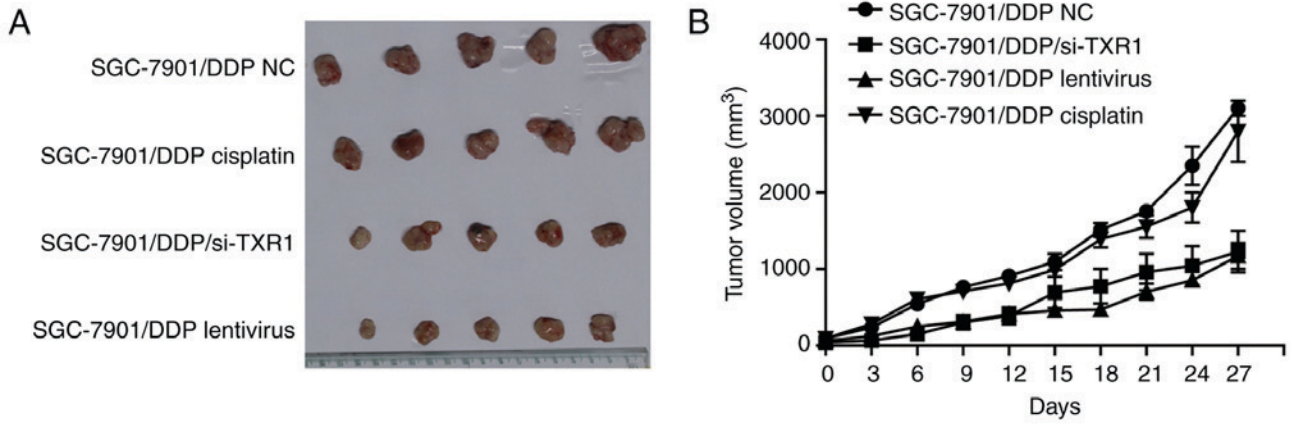 A
SGC-7901/DDP NC
SGC-7901/DDP cisplatin
SGC-7901/DDP/si-TXR1
SGC-7901/DDP lentivirus
B
SGC-7901/DDP NC
SGC-7901/DDP/si-TXR1
SGC-7901/DDP lentivirus
SGC-7901/DDP cisplatin
Tumor volume (mm³)
4000
3000
2000
1000
0
0 3 6 9 12 15 18 21 24 27
Days